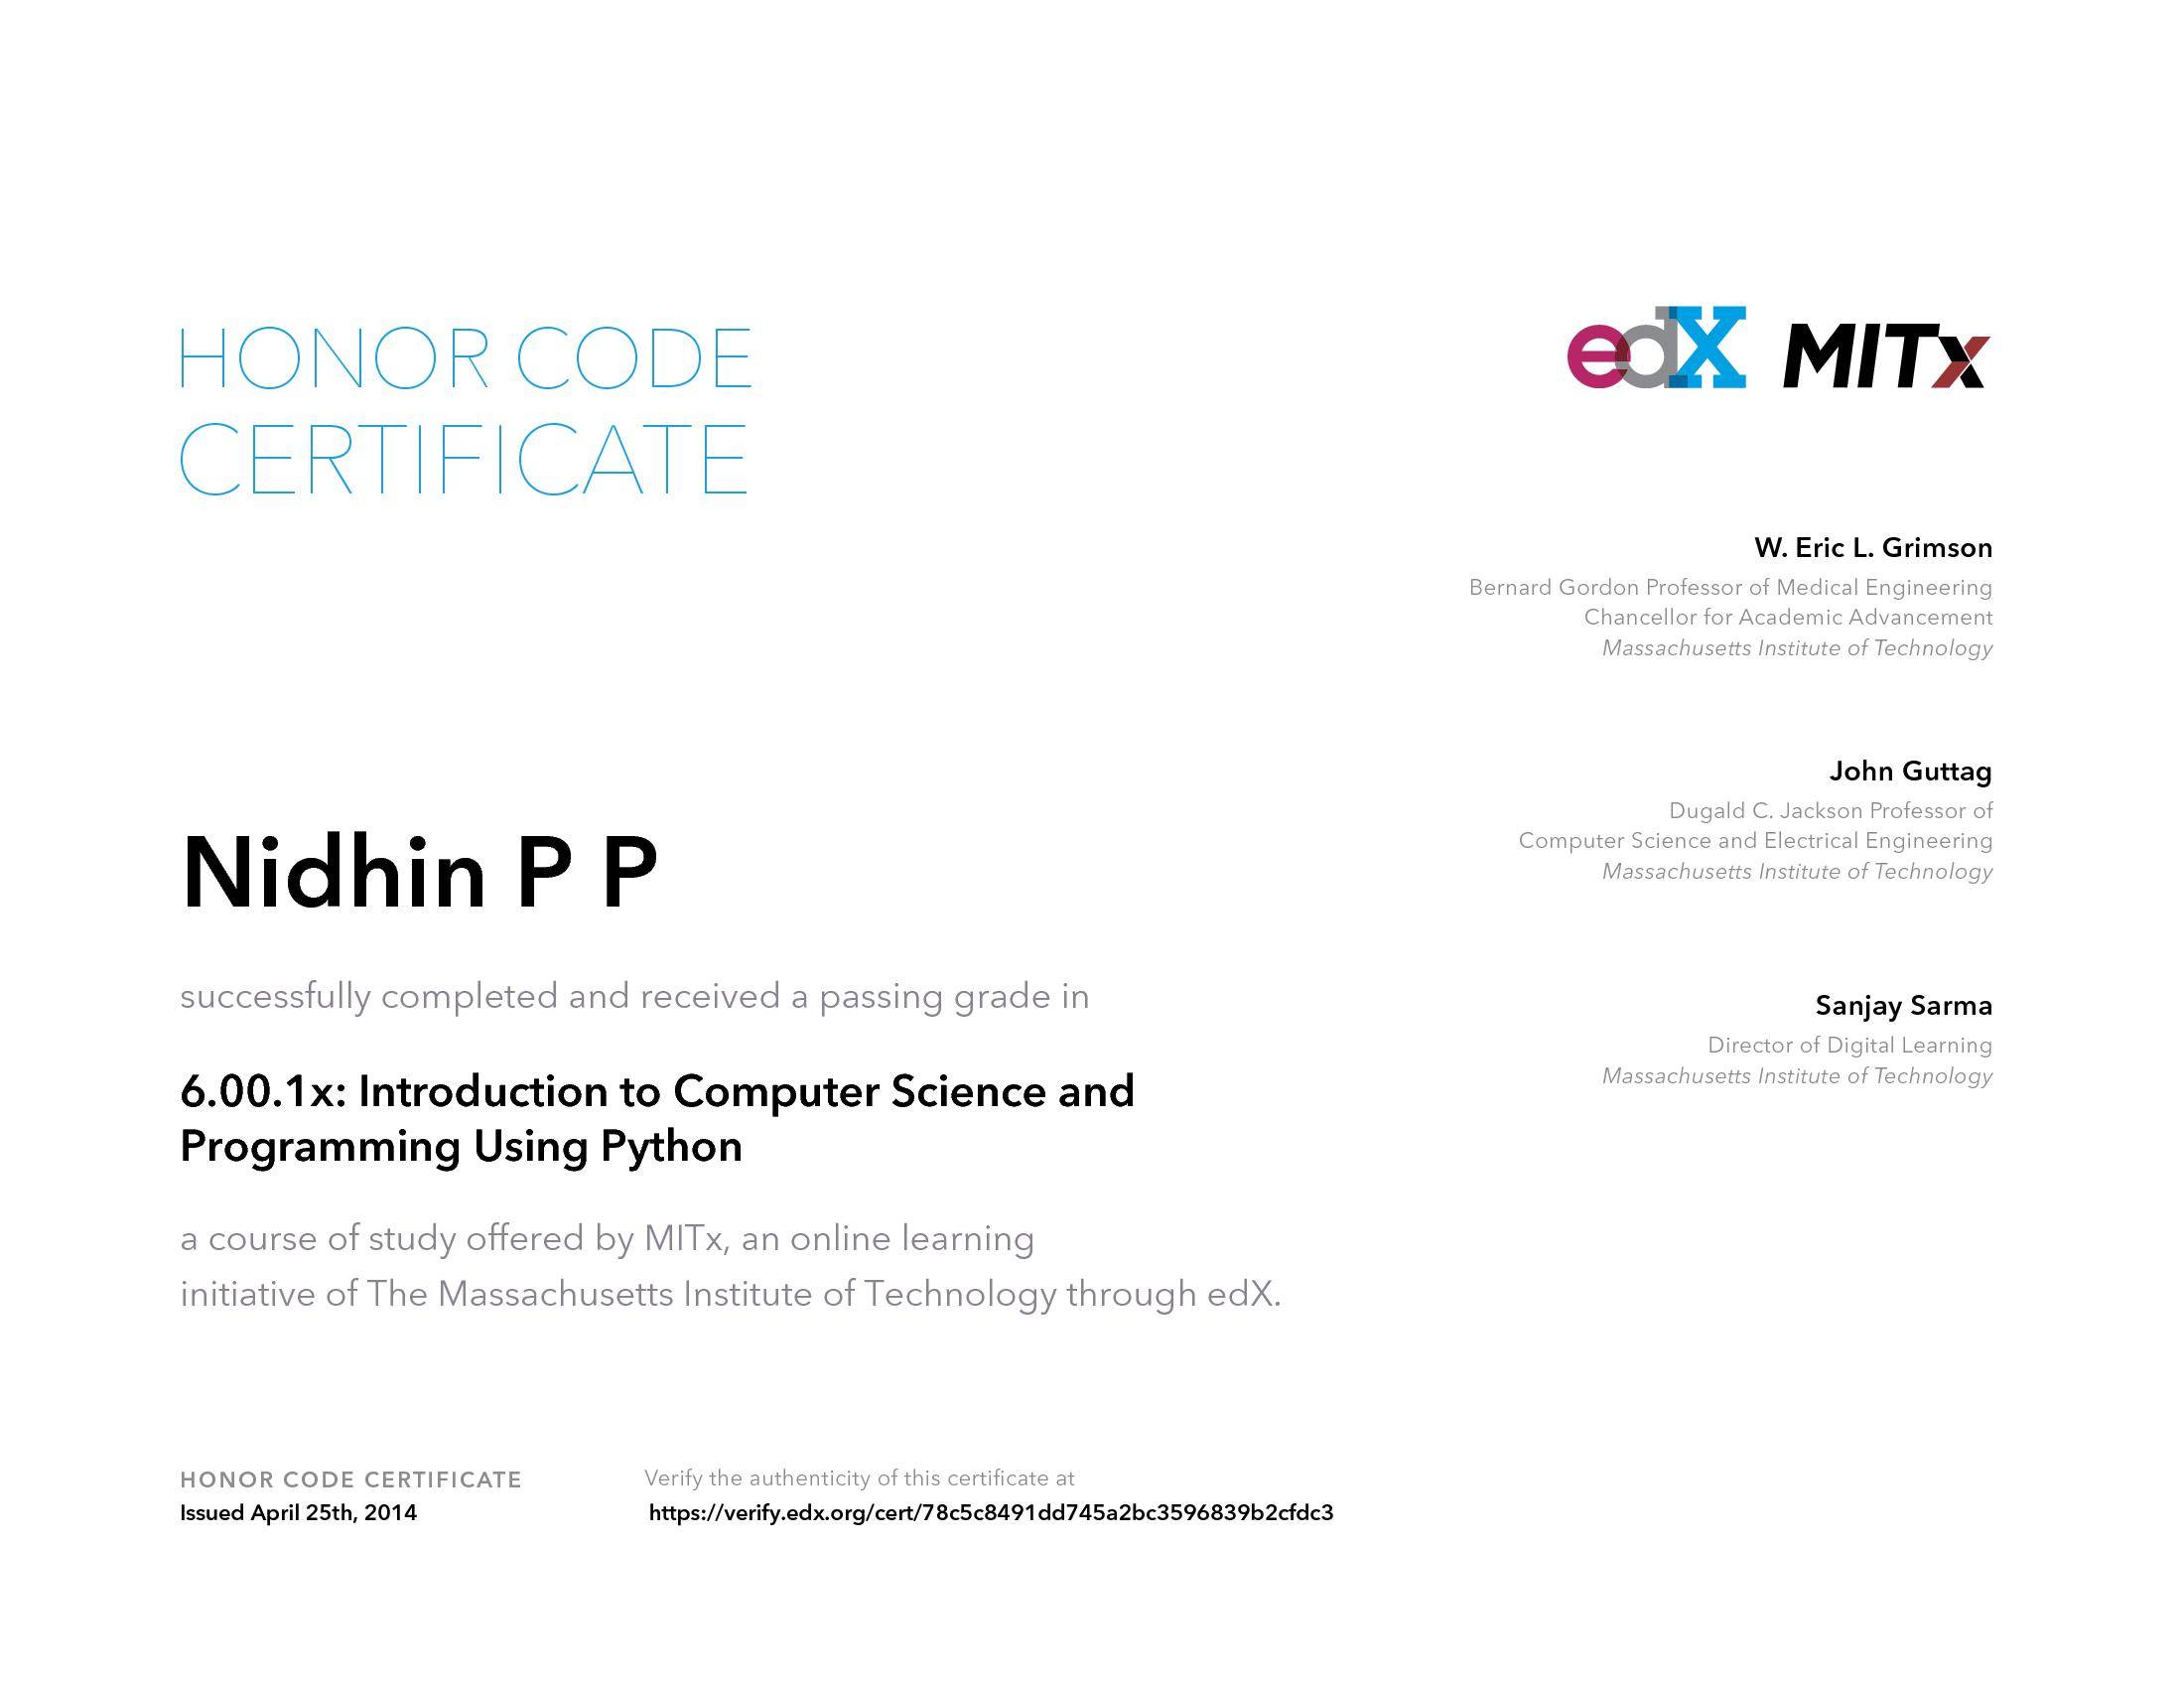 HONOR CODE
CERTIFICATE
edX MITx
W. Eric L. Grimson
Bernard Gordon Professor of Medical Engineering
Chancellor for Academic Advancement
Massachusetts Institute of Technology
John Guttag
Dugald C. Jackson Professor of
Computer Science and Electrical Engineering
Massachusetts Institute of Technology
Sanjay Sarma
Director of Digital Learning
Massachusetts Institute of Technology
Nidhin P P
successfully completed and received a passing grade in
6.00.1x: Introduction to Computer Science and
Programming Using Python
a course of study offered by MITx, an online learning
initiative of The Massachusetts Institute of Technology through edX.
HONOR CODE CERTIFICATE
Issued April 25th, 2014
Verify the authenticity of this certificate at
https://verify.edx.org/cert/78c5c8491dd745a2bc3596839b2cfdc3